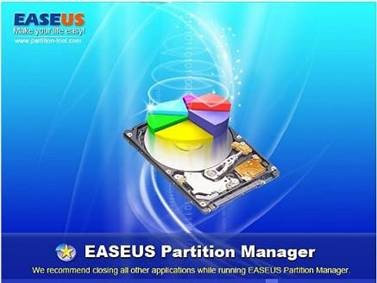 EASEUS
Make your life easy!
www.partition-tool.com
EASEUS Partition Manager
We recommend closing all other applications while running EASEUS Partition Manager.